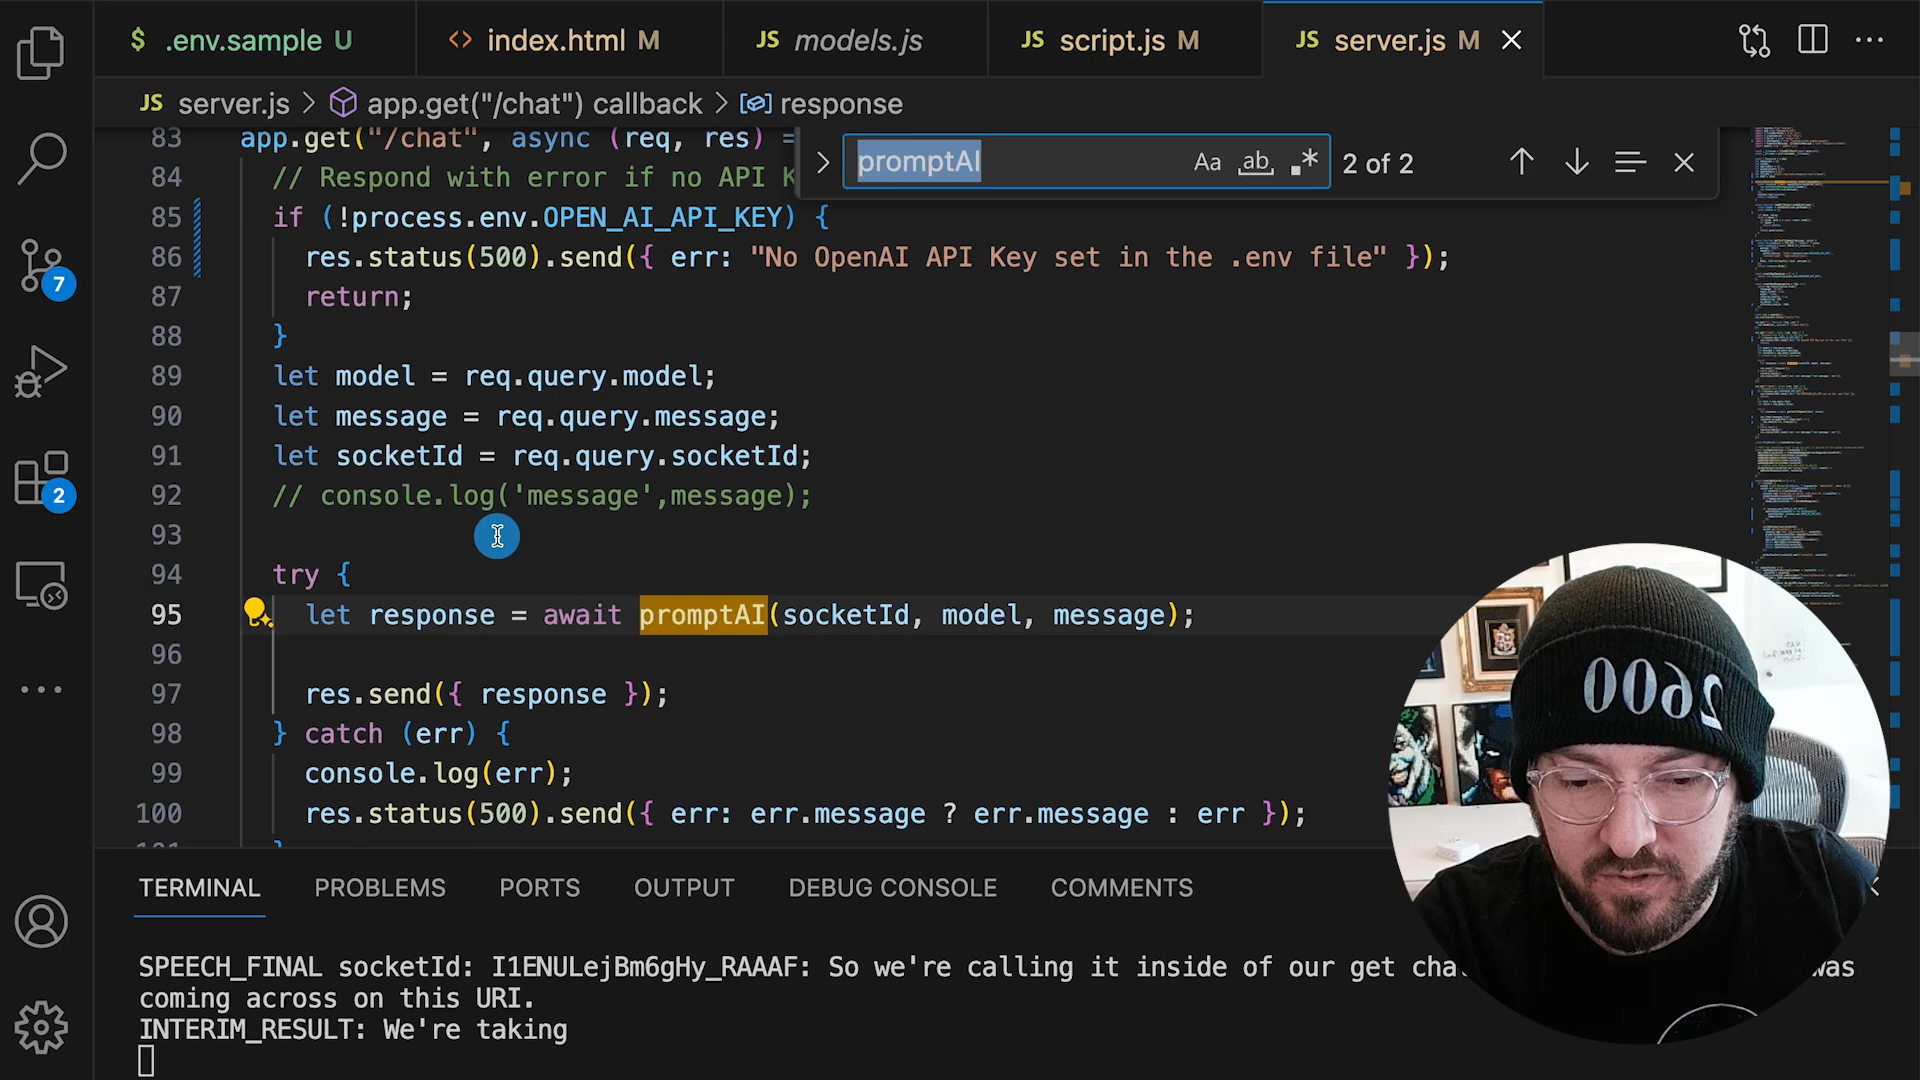 $ .env.sample U
<> index.html M
JS models.js
JS script.js M
JS server.js M
JS server.js > app.get("/chat") callback > response
promptAI
Aa ab .* 2 of 2
83 app.get("/chat", async (req, res) =
84 // Respond with error if no API K
85 if (!process.env.OPEN_AI_API_KEY) {
86 res.status(500).send({ err: "No OpenAI API Key set in the .env file" });
87 return;
88 }
89 let model = req.query.model;
90 let message = req.query.message;
91 let socketId = req.query.socketId;
92 // console.log('message',message);
93
94 try {
95 let response = await promptAI(socketId, model, message);
96
97 res.send({ response });
98 } catch (err) {
99 console.log(err);
100 res.status(500).send({ err: err.message ? err.message : err });
7
2
2600
TERMINAL PROBLEMS PORTS OUTPUT DEBUG CONSOLE COMMENTS
SPEECH_FINAL socketId: I1ENULejBm6gHy_RAAAF: So we're calling it inside of our get cha was
coming across on this URI.
INTERIM_RESULT: We're taking